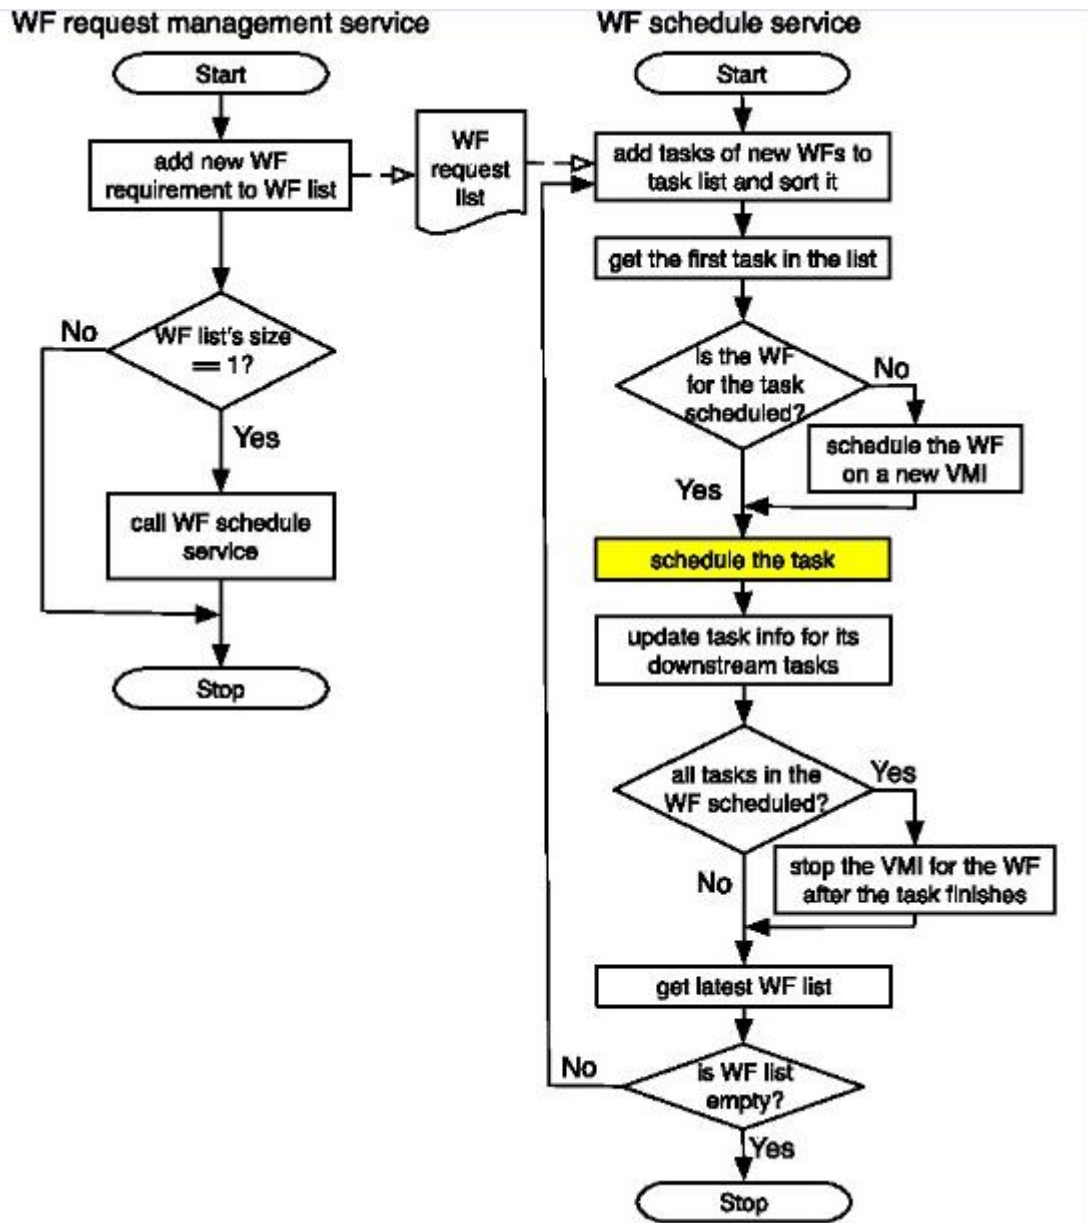 WF request management service
Start
add new WF
requirement to WF list
WF
request
list
WF list's size
== 1?
No
Yes
call WF schedule
service
Stop
WF schedule service
Start
add tasks of new WFs to
task list and sort it
get the first task in the list
Is the WF
for the task
scheduled?
No
schedule the WF
on a new VMI
Yes
schedule the task
update task info for its
downstream tasks
all tasks in the
WF scheduled?
Yes
stop the VMI for the WF
after the task finishes
No
get latest WF list
is WF list
empty?
No
Yes
Stop